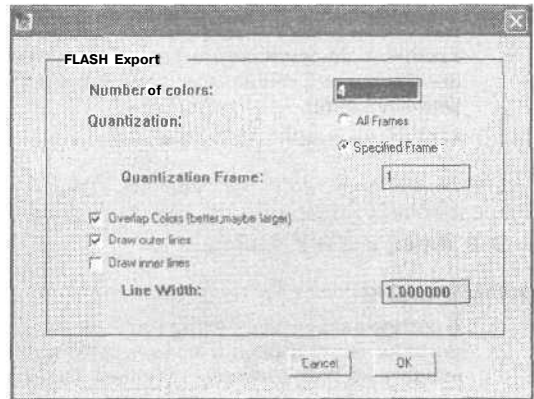 FLASH Export
Number of colors: 4
Quantization: All Frames
Specified Frame:
Quantization Frame: 1
Overlap Colors (better,maybe larger)
Draw outer lines
Draw inner lines
Line Width: 1.000000
Cancel OK